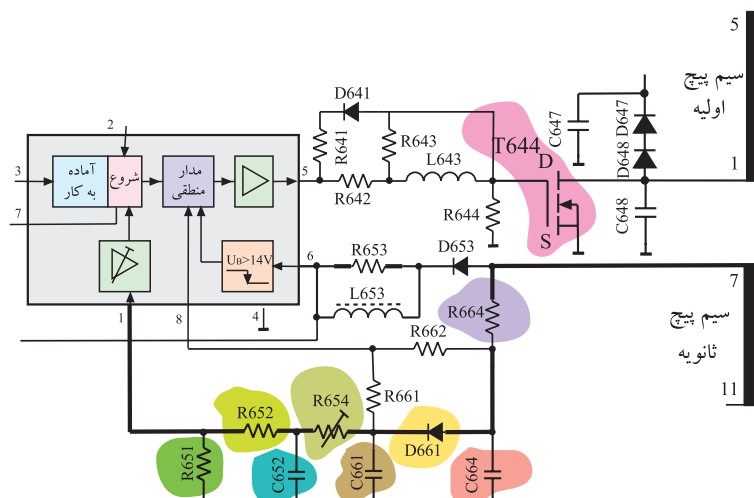 5
سیم پیچ
اولیه
1
D641
R641
R643
R642
L643
R644
T644
D
S
C647
D647
D648
C648
2
3
آماده
به کار
شروع
مدار
منطقی
5
7
UB>14V
6
1
8
4
R653
L653
D653
R664
7
سیم پیچ
ثانویه
11
R662
R661
R652
R654
D661
R651
C652
C661
C664